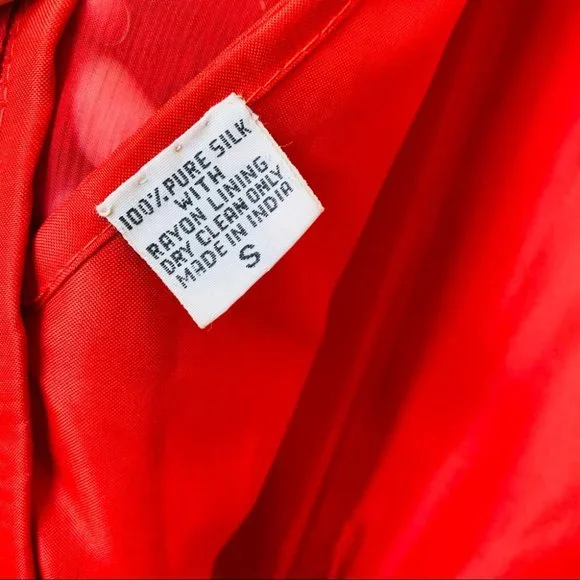 100% PURE SILK
WITH
RAYON LINING
DRY CLEAN ONLY
MADE IN INDIA
S